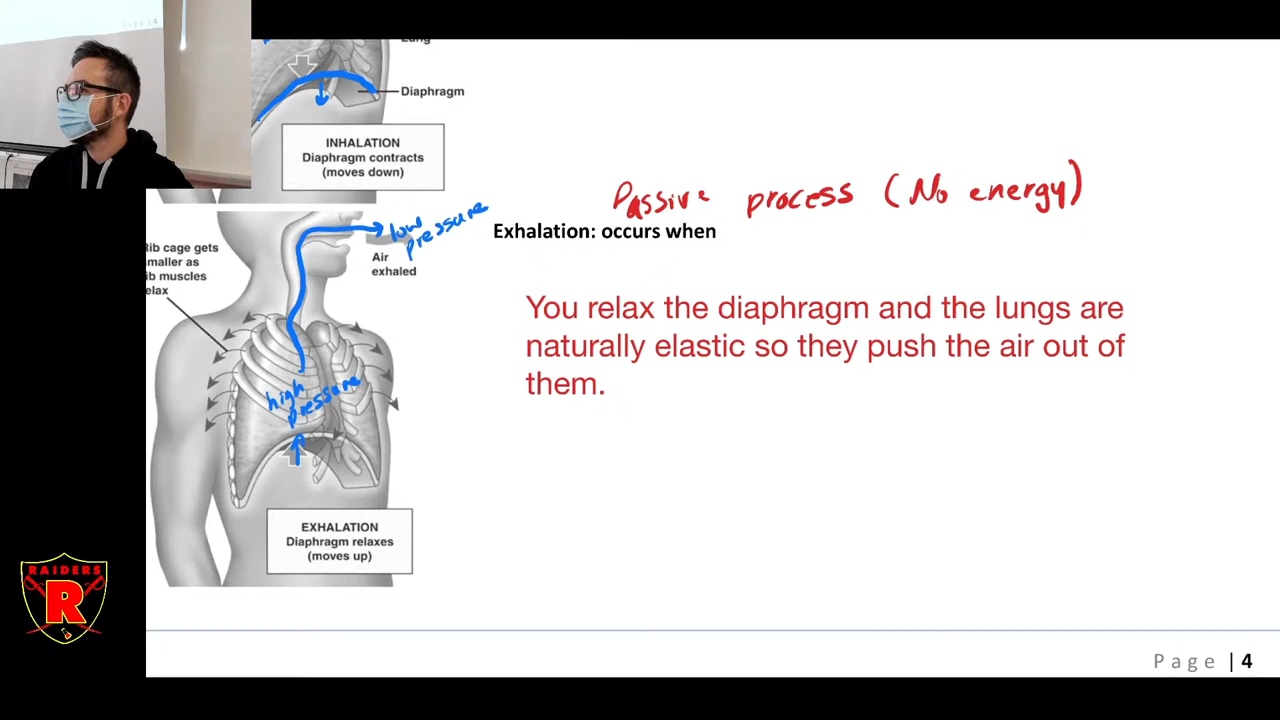 Page |4
Diaphragm
INHALATION
Diaphragm contracts
(moves down)
Passive process (No energy)
low pressure
Exhalation: occurs when
Rib cage gets
smaller as
rib muscles
relax
Air
exhaled
You relax the diaphragm and the lungs are
naturally elastic so they push the air out of
them.
high
pressure
EXHALATION
Diaphragm relaxes
(moves up)
RAIDERS
R
Page |4